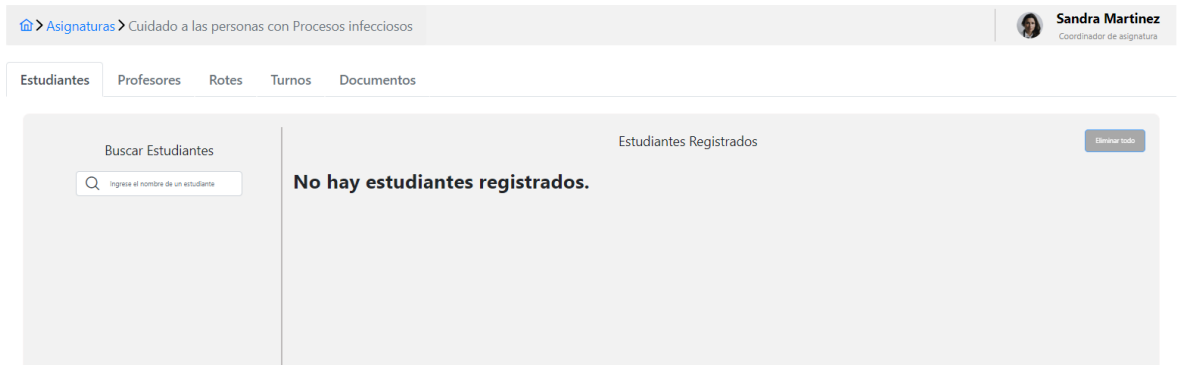 Asignaturas Cuidado a las personas con Procesos infecciosos
Sandra Martinez
Coordinador de asignatura
Estudiantes Profesores Rotes Turnos Documentos
Buscar Estudiantes
Ingrese el nombre de un estudiante
Estudiantes Registrados
Eliminar todo
No hay estudiantes registrados.